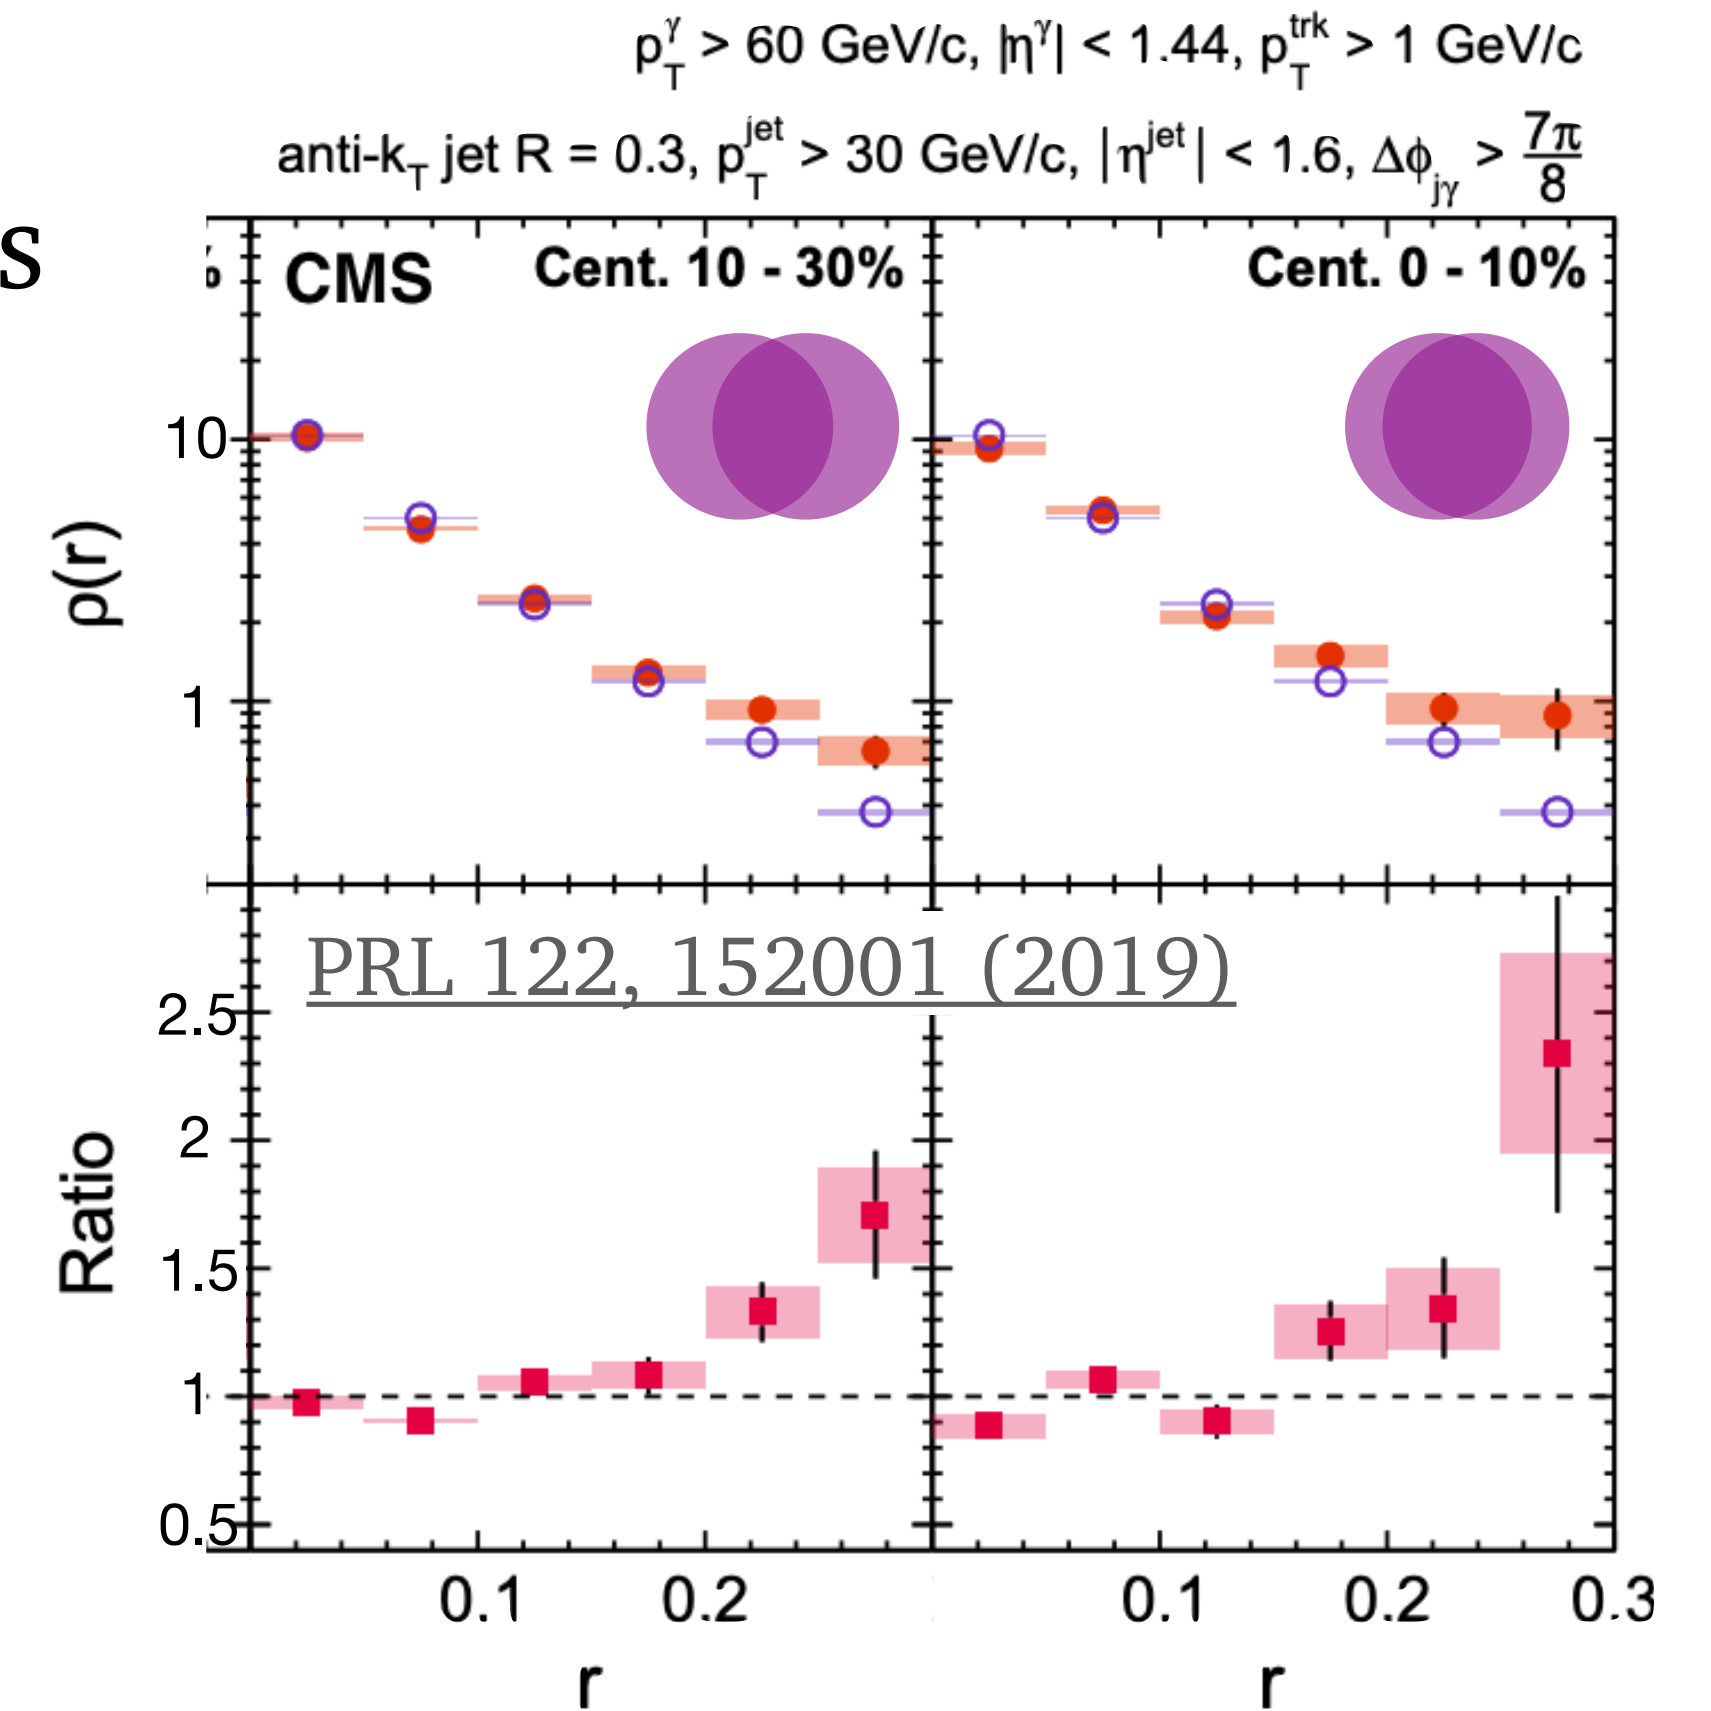 p_T^γ > 60 GeV/c, |η^γ| < 1.44, p_T^trk > 1 GeV/c
anti-k_T jet R = 0.3, p_T^jet > 30 GeV/c, |η^jet| < 1.6, Δϕ_jγ > 7π/8
s
% CMS Cent. 10 - 30% Cent. 0 - 10%
10
ρ(r)
1
PRL 122, 152001 (2019)
2.5
2
Ratio
1.5
1
0.5
0.1 0.2 0.1 0.2 0.3
r r